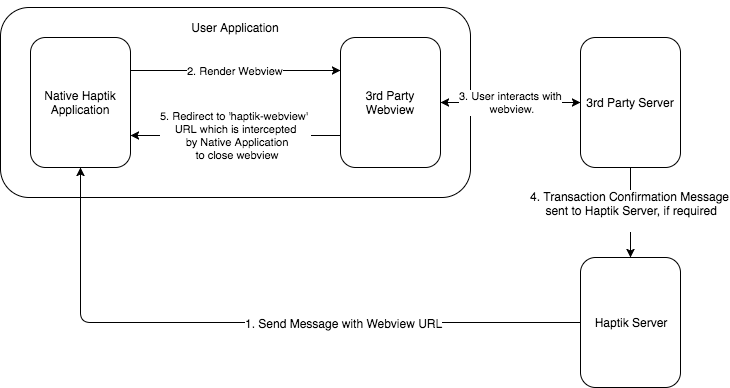 User Application
Native Haptik
Application
2. Render Webview
3rd Party
Webview
5. Redirect to 'haptik-webview'
URL which is intercepted
by Native Application
to close webview
3. User interacts with
webview.
3rd Party Server
4. Transaction Confirmation Message
sent to Haptik Server, if required
1. Send Message with Webview URL
Haptik Server